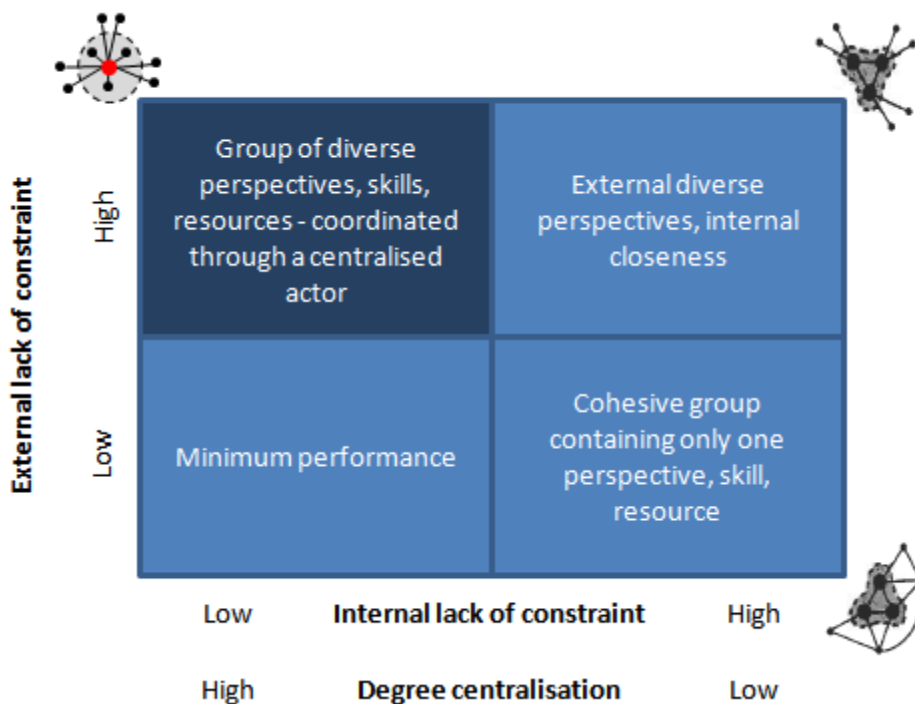 External lack of constraint
High
Group of diverse
perspectives, skills,
resources - coordinated
through a centralised
actor
External diverse
perspectives, internal
closeness
Low
Minimum performance
Cohesive group
containing only one
perspective, skill,
resource
Low Internal lack of constraint High
High Degree centralisation Low